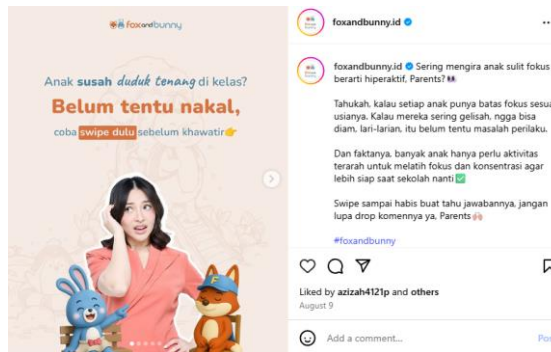 foxandbunny
Anak susah duduk tenang di kelas?
Belum tentu nakal,
coba swipe dulu sebelum khawatir👉
foxandbunny.id
foxandbunny.id Sering mengira anak sulit fokus
berarti hiperaktif, Parents?
Tahukah, kalau setiap anak punya batas fokus sesu
usianya. Kalau mereka sering gelisah, ngga bisa
diam, lari-larian, itu belum tentu masalah perilaku.
Dan faktanya, banyak anak hanya perlu aktivitas
terarah untuk melatih fokus dan konsentrasi agar
lebih siap saat sekolah nanti✅
Swipe sampai habis buat tahu jawabannya, jangan
lupa drop komennya ya, Parents🙌🏻
#foxandbunny
Liked by azizah4121p and others
August 9
Add a comment...